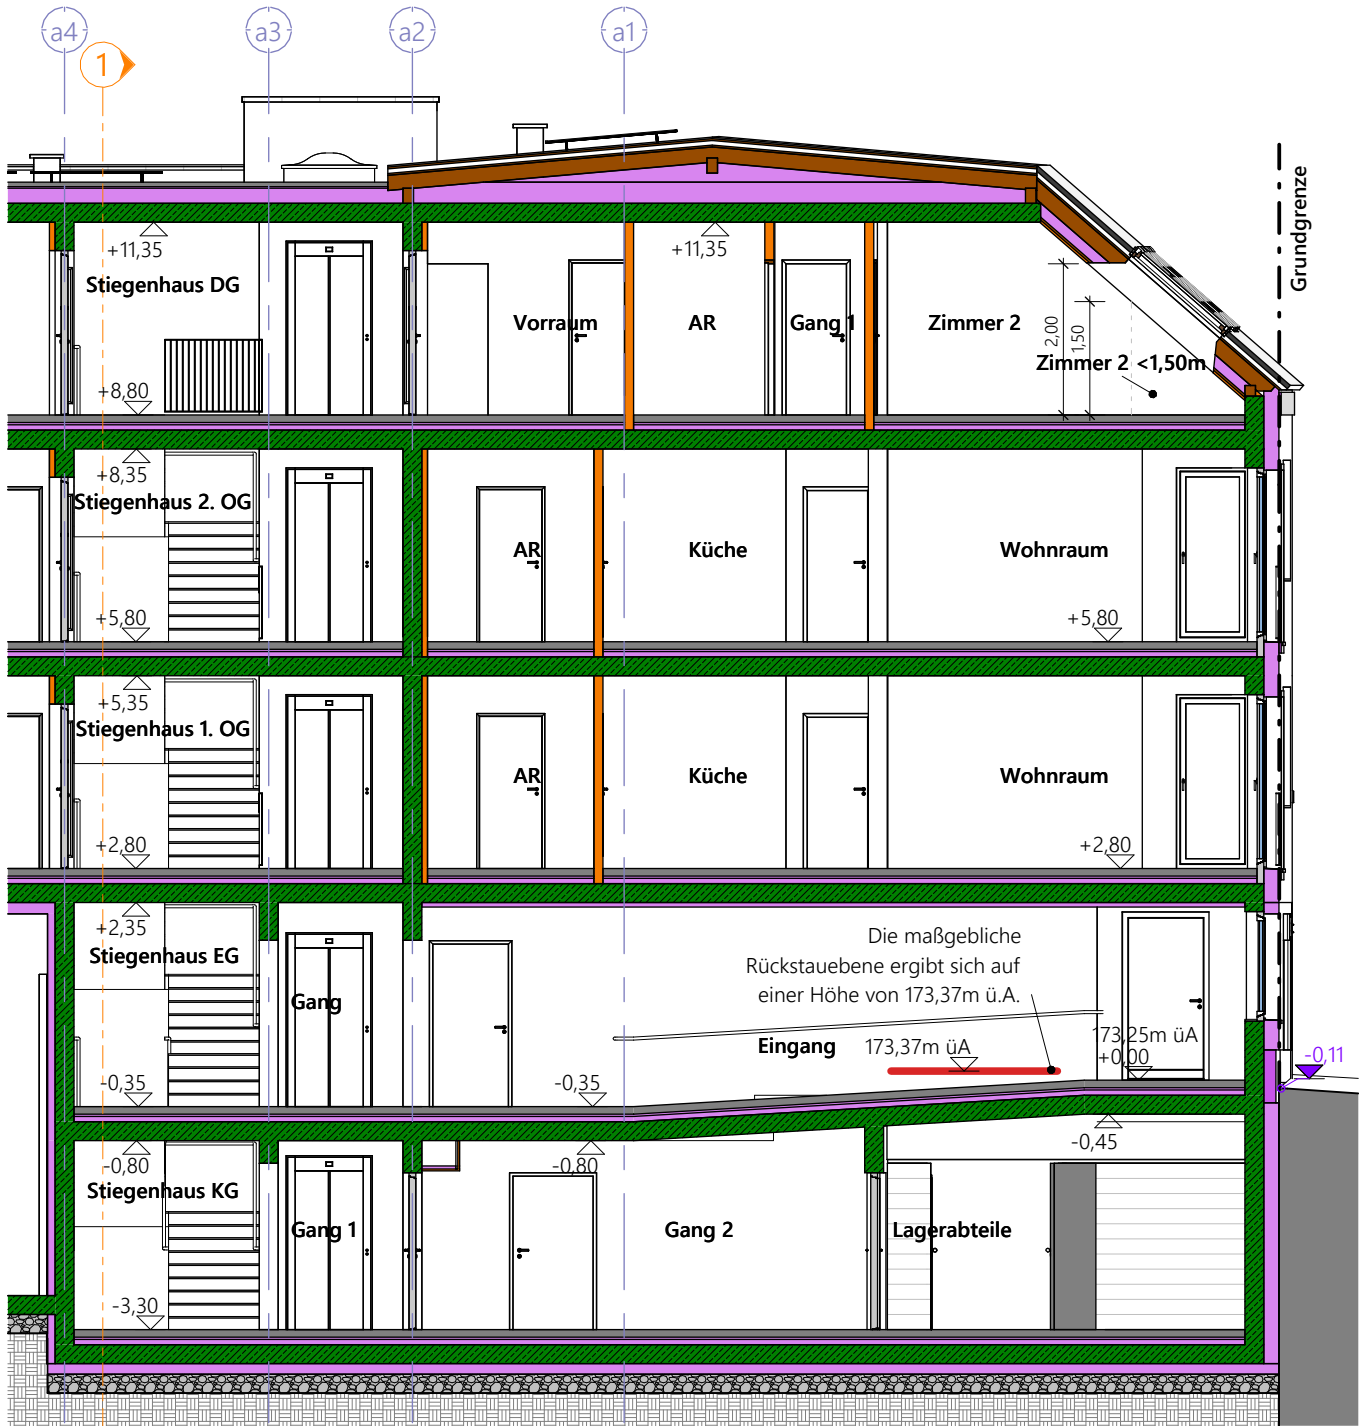 a4
a3
a2
a1
1
Grundgrenze
+11,35
+11,35
Stiegenhaus DG
Vorraum
AR
Gang 1
Zimmer 2
2,00
1,50
Zimmer 2 <1,50m
+8,80
+8,35
Stiegenhaus 2. OG
AR
Küche
Wohnraum
+5,80
+5,80
+5,35
Stiegenhaus 1. OG
AR
Küche
Wohnraum
+2,80
+2,80
+2,35
Stiegenhaus EG
Gang
Die maßgebliche
Rückstauebene ergibt sich auf
einer Höhe von 173,37m ü.A.
Eingang
173,37m üA
173,25m üA
+0,00
-0,11
-0,35
-0,35
-0,80
-0,80
-0,45
Stiegenhaus KG
Gang 1
Gang 2
Lagerabteile
-3,30